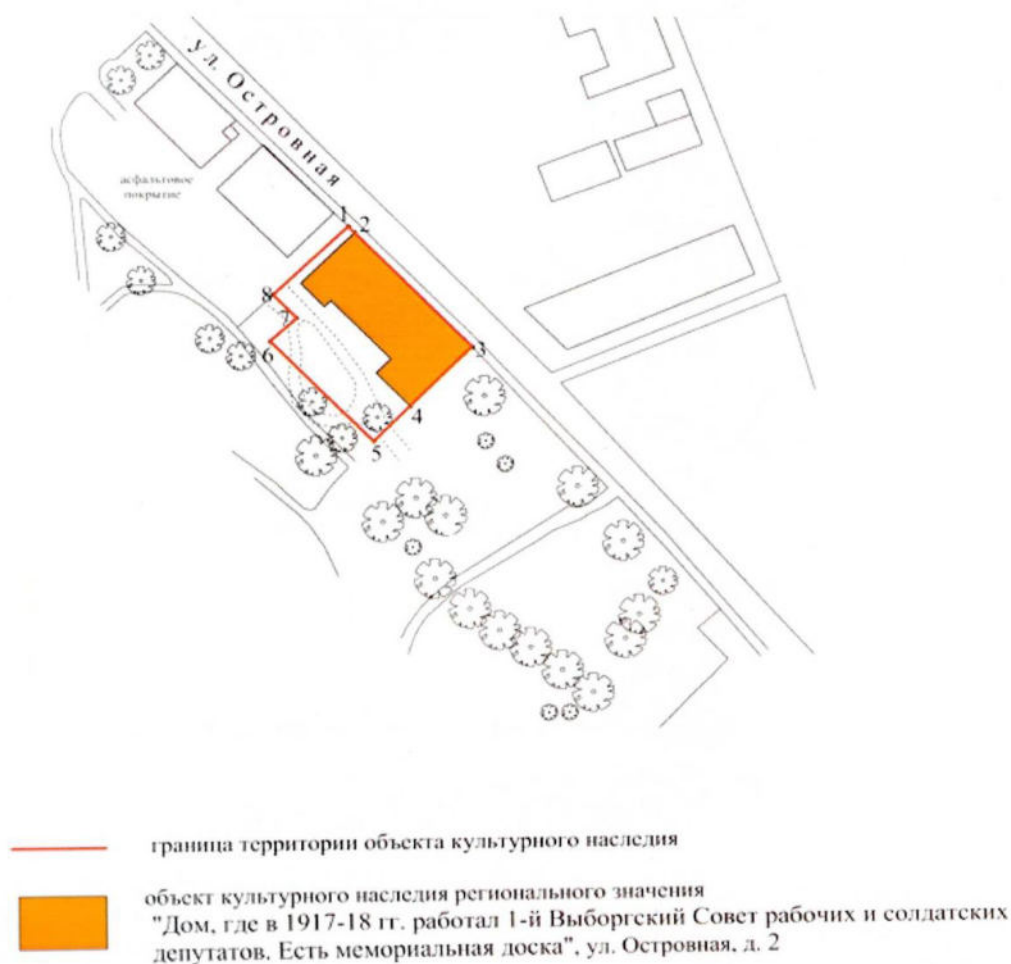 ул. Островная
асфальтовое
покрытие
1
2
8
7
6
3
4
5
граница территории объекта культурного наследия
объект культурного наследия регионального значения
"Дом, где в 1917-18 гг. работал 1-й Выборгский Совет рабочих и солдатских
депутатов. Есть мемориальная доска", ул. Островная, д. 2